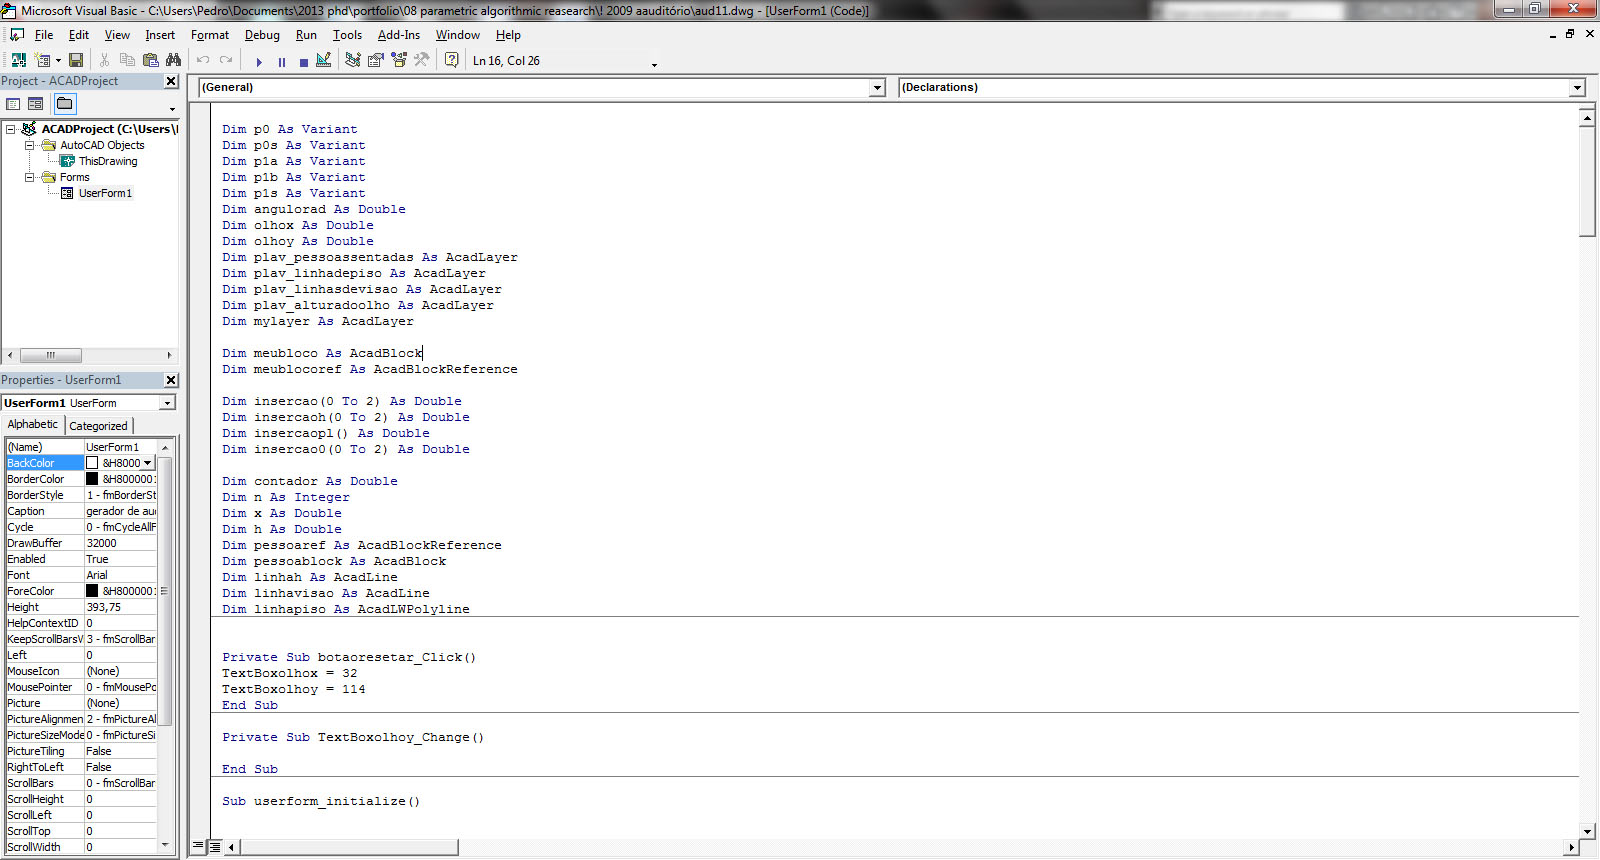 Microsoft Visual Basic - C:\Users\Pedro\Documents\2013 phd\portfolio\08 parametric algorithmic reasearch\! 2009 aauditório\aud11.dwg - [UserForm1 (Code)]
File Edit View Insert Format Debug Run Tools Add-Ins Window Help
Ln 16, Col 26
Project - ACADProject
ACADProject (C:\Users\
AutoCAD Objects
ThisDrawing
Forms
UserForm1
Properties - UserForm1
UserForm1 UserForm
Alphabetic Categorized
(Name) UserForm1
BackColor &H8000
BorderColor &H8000001
BorderStyle 1 - fmBorderSt
Caption gerador de au
Cycle 0 - fmCycleAllF
DrawBuffer 32000
Enabled True
Font Arial
ForeColor &H8000001
Height 393,75
HelpContextID 0
KeepScrollBarsV 3 - fmScrollBar
Left 0
MouseIcon (None)
MousePointer 0 - fmMousePo
Picture (None)
PictureAlignmen 2 - fmPictureAl
PictureSizeMode 0 - fmPictureSi
PictureTiling False
RightToLeft False
ScrollBars 0 - fmScrollBar
ScrollHeight 0
ScrollLeft 0
ScrollTop 0
ScrollWidth 0
(General) (Declarations)
Dim p0 As Variant
Dim p0s As Variant
Dim p1a As Variant
Dim p1b As Variant
Dim p1s As Variant
Dim angulorad As Double
Dim olhox As Double
Dim olhoy As Double
Dim plav_pessoassentadas As AcadLayer
Dim plav_linhadepiso As AcadLayer
Dim plav_linhasdevisao As AcadLayer
Dim plav_alturadoolho As AcadLayer
Dim mylayer As AcadLayer
Dim meubloco As AcadBlock
Dim meublocoref As AcadBlockReference
Dim insercao(0 To 2) As Double
Dim insercaoh(0 To 2) As Double
Dim insercaopl() As Double
Dim insercao0(0 To 2) As Double
Dim contador As Double
Dim n As Integer
Dim x As Double
Dim h As Double
Dim pessoaref As AcadBlockReference
Dim pessoablock As AcadBlock
Dim linhah As AcadLine
Dim linhavisao As AcadLine
Dim linhapiso As AcadLWPolyline
Private Sub botaoresetar_Click()
TextBoxolhox = 32
TextBoxolhoy = 114
End Sub
Private Sub TextBoxolhoy_Change()
End Sub
Sub userform_initialize()